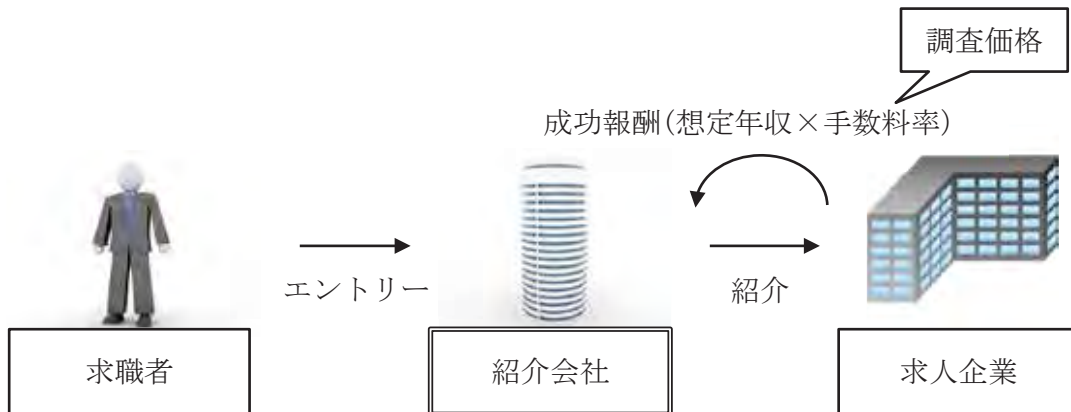 調査価格
成功報酬(想定年収×手数料率)
エントリー
紹介
求職者
紹介会社
求人企業